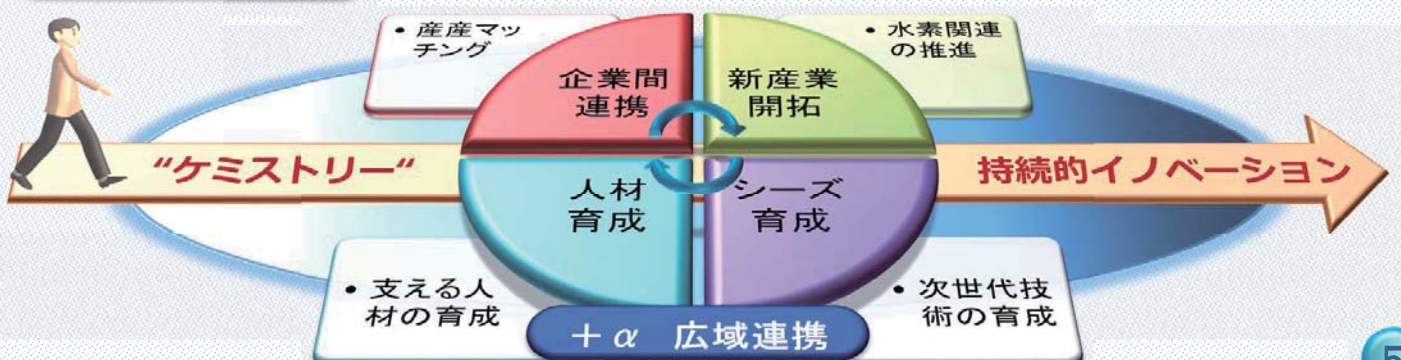 • 産産マッ
チング
企業間
連携
新産業
開拓
• 水素関連
の推進
“ケミストリー“
持続的イノベーション
人材
育成
シーズ
育成
• 支える人
材の育成
• 次世代技
術の育成
＋α 広域連携
5